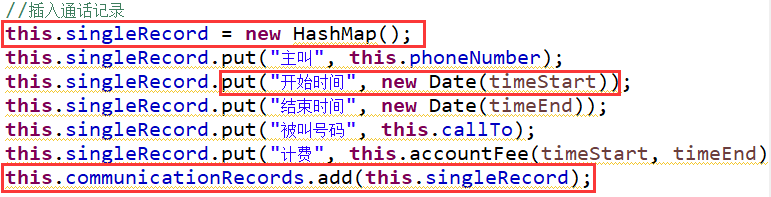 //插入通话记录
this.singleRecord = new HashMap();
this.singleRecord.put("主叫", this.phoneNumber);
this.singleRecord.put("开始时间", new Date(timeStart));
this.singleRecord.put("结束时间", new Date(timeEnd));
this.singleRecord.put("被叫号码", this.callTo);
this.singleRecord.put("计费", this.accountFee(timeStart, timeEnd)
this.communicationRecords.add(this.singleRecord);